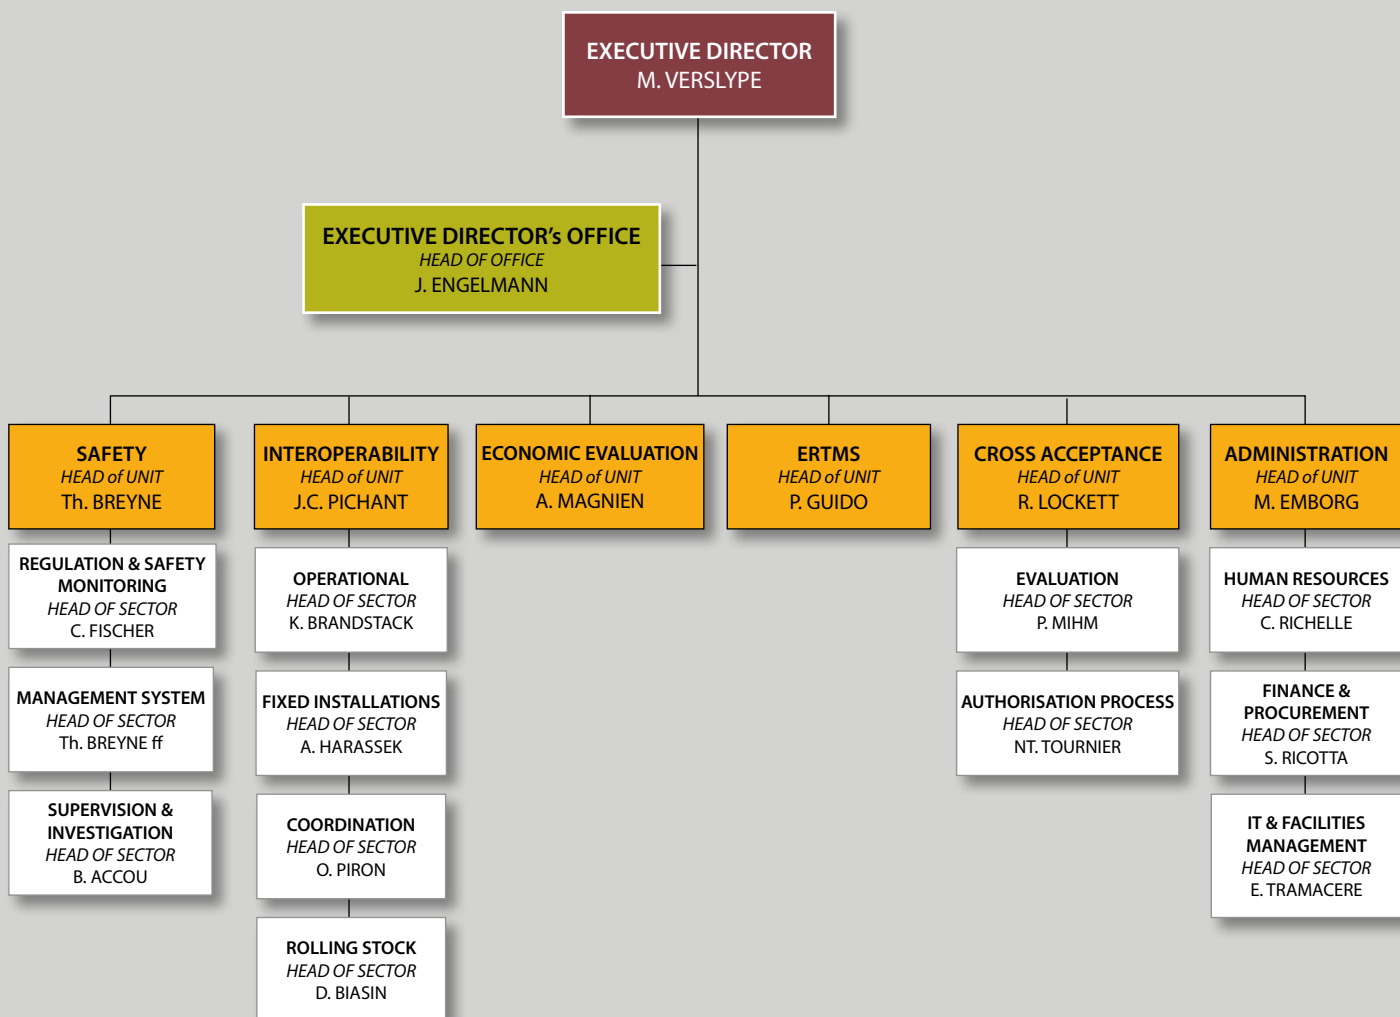 EXECUTIVE DIRECTOR
M. VERSLYPE
EXECUTIVE DIRECTOR's OFFICE
HEAD OF OFFICE
J. ENGELMANN
SAFETY
HEAD of UNIT
Th. BREYNE
REGULATION & SAFETY
MONITORING
HEAD OF SECTOR
C. FISCHER
MANAGEMENT SYSTEM
HEAD OF SECTOR
Th. BREYNE ff
SUPERVISION &
INVESTIGATION
HEAD OF SECTOR
B. ACCOU
INTEROPERABILITY
HEAD of UNIT
J.C. PICHANT
OPERATIONAL
HEAD OF SECTOR
K. BRANDSTACK
FIXED INSTALLATIONS
HEAD OF SECTOR
A. HARASSEK
COORDINATION
HEAD OF SECTOR
O. PIRON
ROLLING STOCK
HEAD OF SECTOR
D. BIASIN
ECONOMIC EVALUATION
HEAD of UNIT
A. MAGNIEN
ERTMS
HEAD of UNIT
P. GUIDO
CROSS ACCEPTANCE
HEAD of UNIT
R. LOCKETT
EVALUATION
HEAD OF SECTOR
P. MIHM
AUTHORISATION PROCESS
HEAD OF SECTOR
NT. TOURNIER
ADMINISTRATION
HEAD of UNIT
M. EMBORG
HUMAN RESOURCES
HEAD OF SECTOR
C. RICHELLE
FINANCE &
PROCUREMENT
HEAD OF SECTOR
S. RICOTTA
IT & FACILITIES
MANAGEMENT
HEAD OF SECTOR
E. TRAMACERE